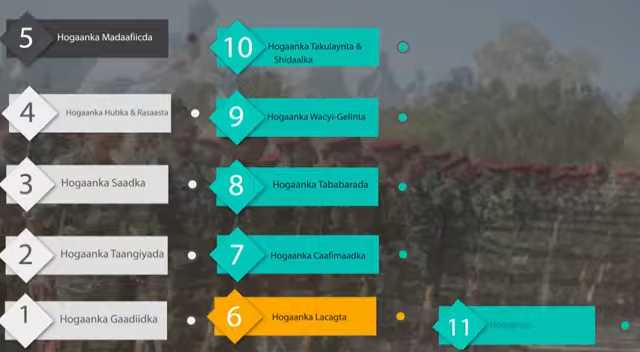 5 Hogaanka Madaafiicda
4 Hogaanka Hubka & Rasaasta
3 Hogaanka Saadka
2 Hogaanka Taangiyada
1 Hogaanka Gaadiidka
10 Hogaanka Takulaynta &
Shidaalka
9 Hogaanka Wacyi-Gelinta
8 Hogaanka Tababarada
7 Hogaanka Caafimaadka
6 Hogaanka Lacagta
11